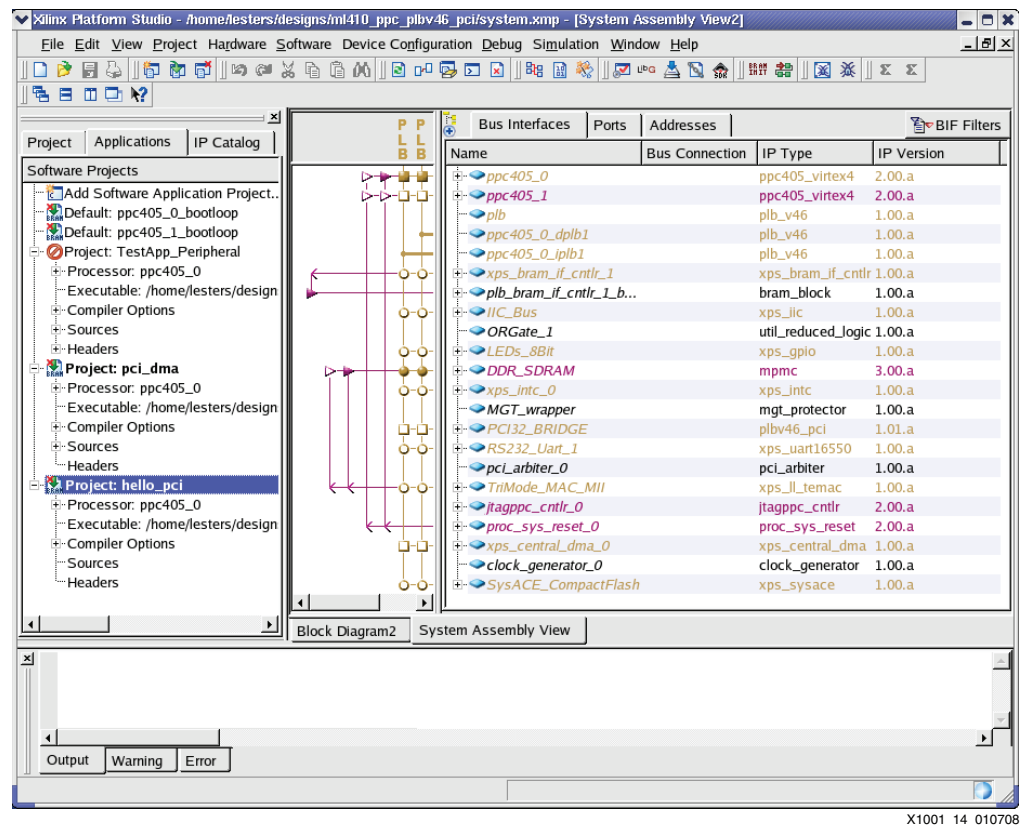 Xilinx Platform Studio - /home/lesters/designs/ml410_ppc_plbv46_pci/system.xmp - [System Assembly View2]
File Edit View Project Hardware Software Device Configuration Debug Simulation Window Help
Project Applications IP Catalog
Software Projects
Add Software Application Project..
Default: ppc405_0_bootloop
Default: ppc405_1_bootloop
Project: TestApp_Peripheral
Processor: ppc405_0
Executable: /home/lesters/design
Compiler Options
Sources
Headers
Project: pci_dma
Processor: ppc405_0
Executable: /home/lesters/design
Compiler Options
Sources
Headers
Project: hello_pci
Processor: ppc405_0
Executable: /home/lesters/design
Compiler Options
Sources
Headers
PLB PLB
Bus Interfaces Ports Addresses BIF Filters
Name Bus Connection IP Type IP Version
ppc405_0 ppc405_virtex4 2.00.a
ppc405_1 ppc405_virtex4 2.00.a
plb plb_v46 1.00.a
ppc405_0_dplb1 plb_v46 1.00.a
ppc405_0_iplb1 plb_v46 1.00.a
xps_bram_if_cntlr_1 xps_bram_if_cntlr 1.00.a
plb_bram_if_cntlr_1_b... bram_block 1.00.a
IIC_Bus xps_iic 1.00.a
ORGate_1 util_reduced_logic 1.00.a
LEDs_8Bit xps_gpio 1.00.a
DDR_SDRAM mpmc 3.00.a
xps_intc_0 xps_intc 1.00.a
MGT_wrapper mgt_protector 1.00.a
PCI32_BRIDGE plbv46_pci 1.01.a
RS232_Uart_1 xps_uart16550 1.00.a
pci_arbiter_0 pci_arbiter 1.00.a
TriMode_MAC_MII xps_ll_temac 1.00.a
jtagppc_cntlr_0 jtagppc_cntlr 2.00.a
proc_sys_reset_0 proc_sys_reset 2.00.a
xps_central_dma_0 xps_central_dma 1.00.a
clock_generator_0 clock_generator 1.00.a
SysACE_CompactFlash xps_sysace 1.00.a
Block Diagram2 System Assembly View
Output Warning Error
X1001_14_010708